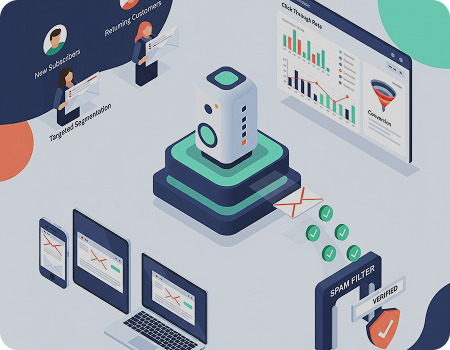 Returning Customers
New Subscribers
Targeted Segmentation
Click Through Rate
Conversion
SPAM FILTER
VERIFIED